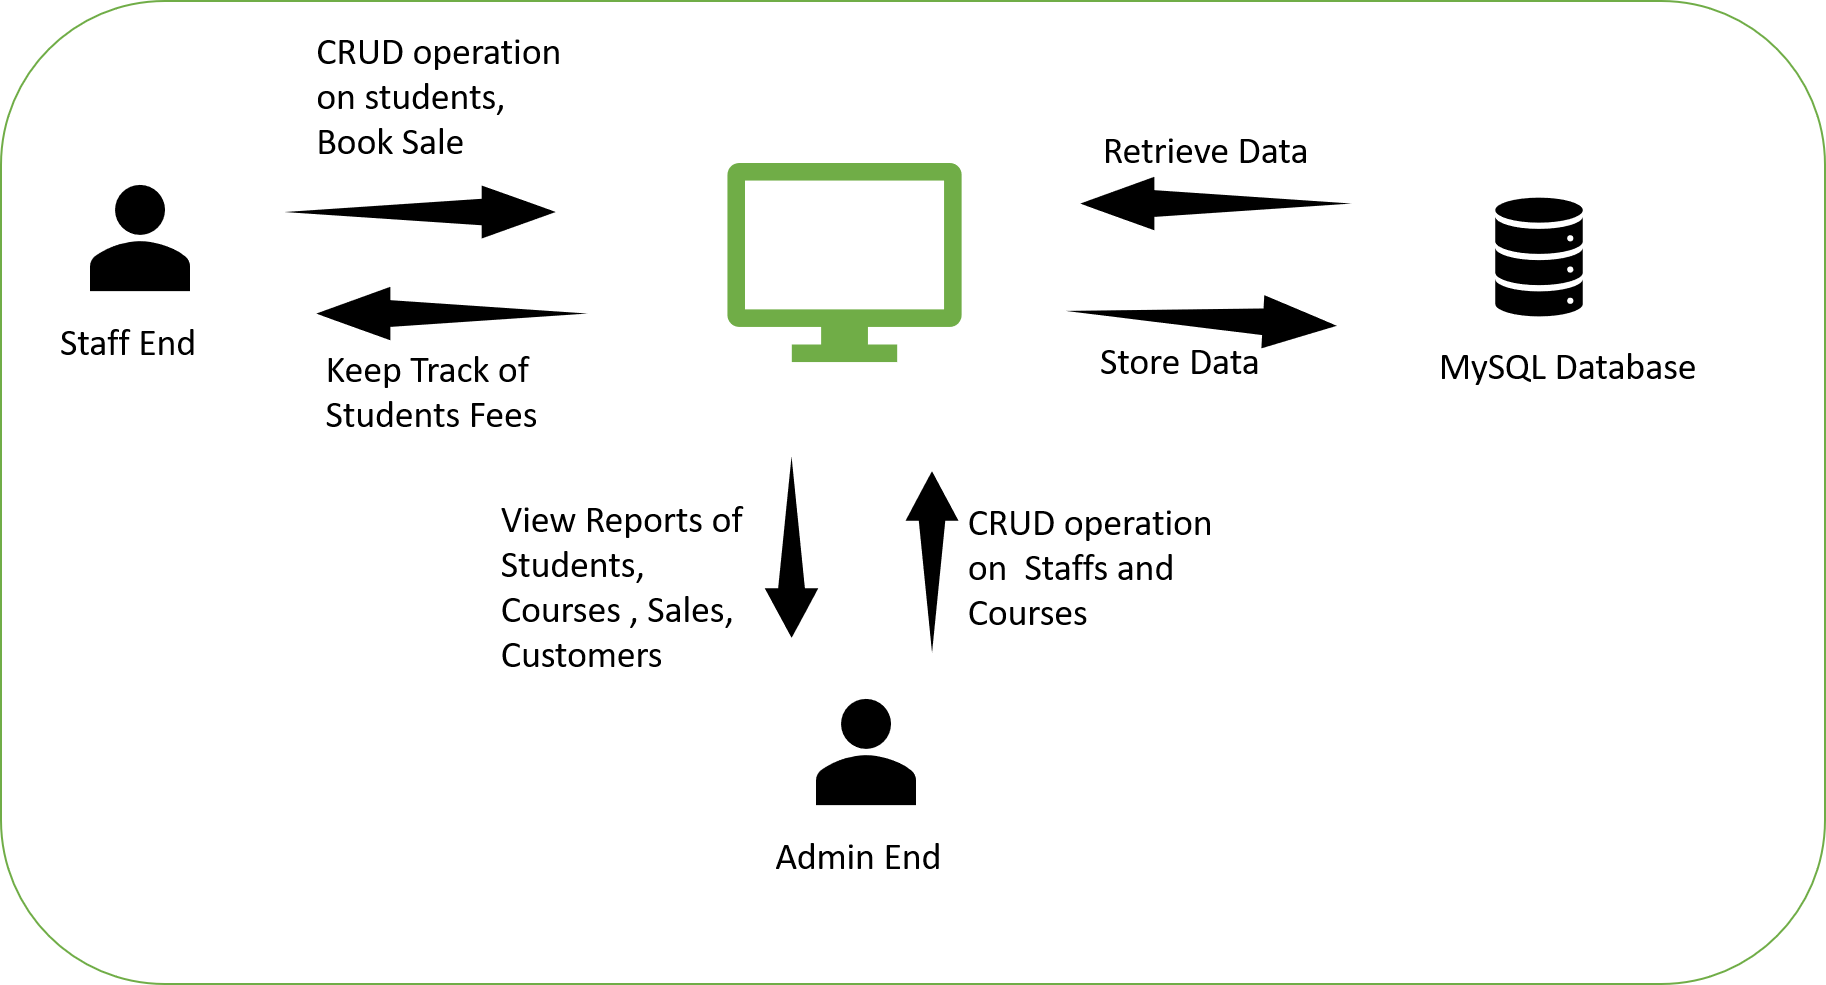 CRUD operation
on students,
Book Sale
Retrieve Data
Staff End
Keep Track of
Students Fees
Store Data
MySQL Database
View Reports of
Students,
Courses , Sales,
Customers
CRUD operation
on  Staffs and
Courses
Admin End